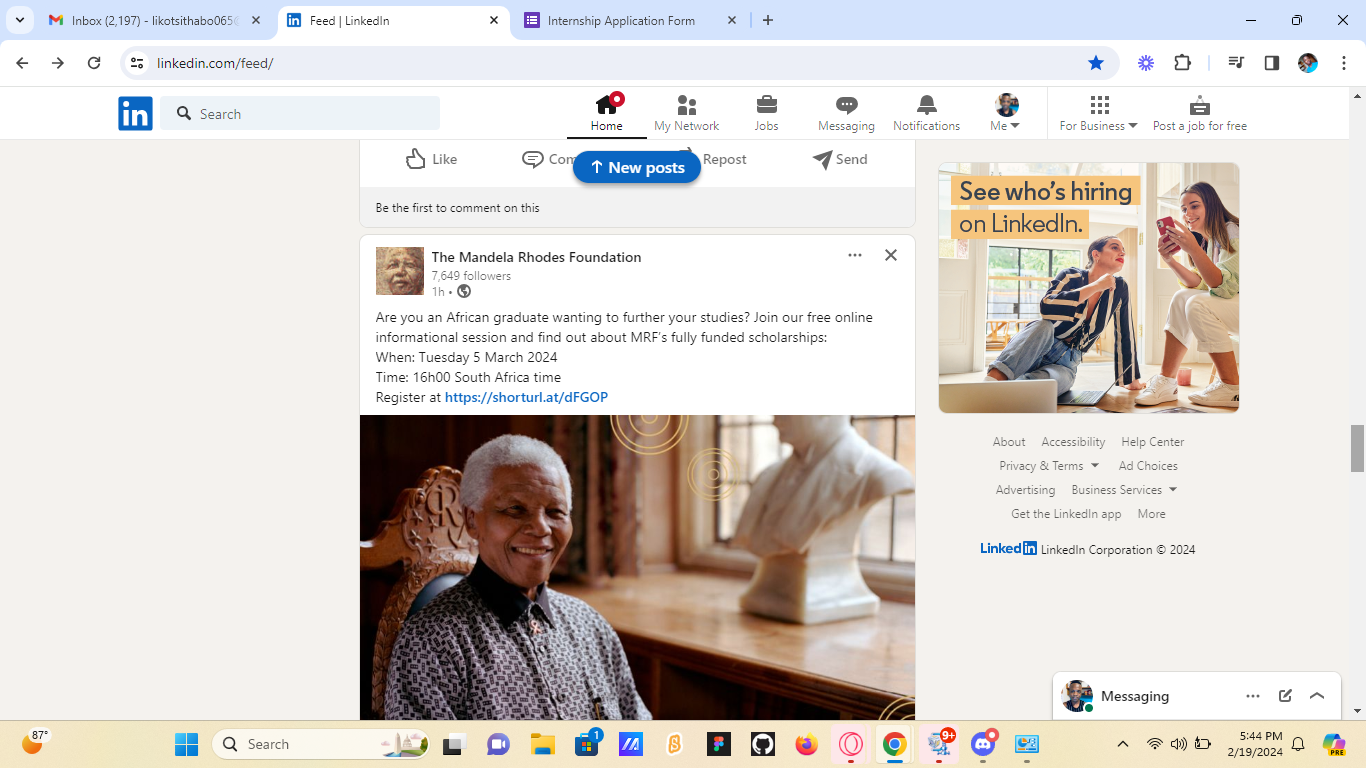 Inbox (2,197) - likotsithabo065
Feed | LinkedIn
Internship Application Form
linkedin.com/feed/
in
Search
Home
My Network
Jobs
Messaging
Notifications
Me
For Business
Post a job for free
Like
Repost
Send
↑ New posts
Be the first to comment on this
The Mandela Rhodes Foundation
7,649 followers
1h •
Are you an African graduate wanting to further your studies? Join our free online
informational session and find out about MRF's fully funded scholarships:
When: Tuesday 5 March 2024
Time: 16h00 South Africa time
Register at https://shorturl.at/dFGOP
See who's hiring
on LinkedIn.
About Accessibility Help Center
Privacy & Terms Ad Choices
Advertising Business Services
Get the LinkedIn app More
LinkedIn LinkedIn Corporation © 2024
Messaging
87°
Search
1
9+
5:44 PM
2/19/2024
PRE